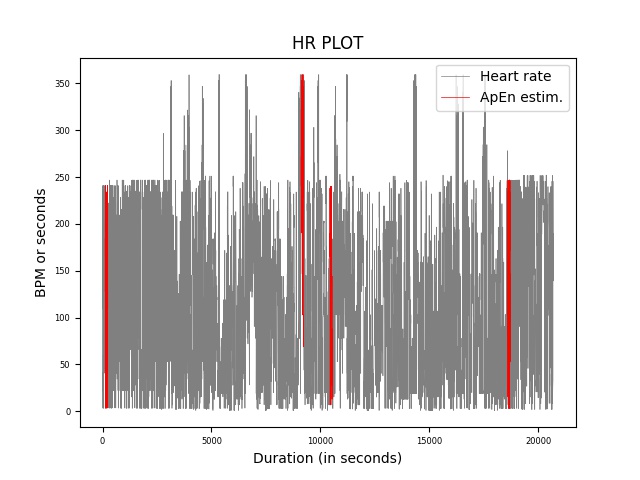 HR PLOT
Heart rate
ApEn estim.
BPM or seconds
350
300
250
200
150
100
50
0
0 5000 10000 15000 20000
Duration (in seconds)